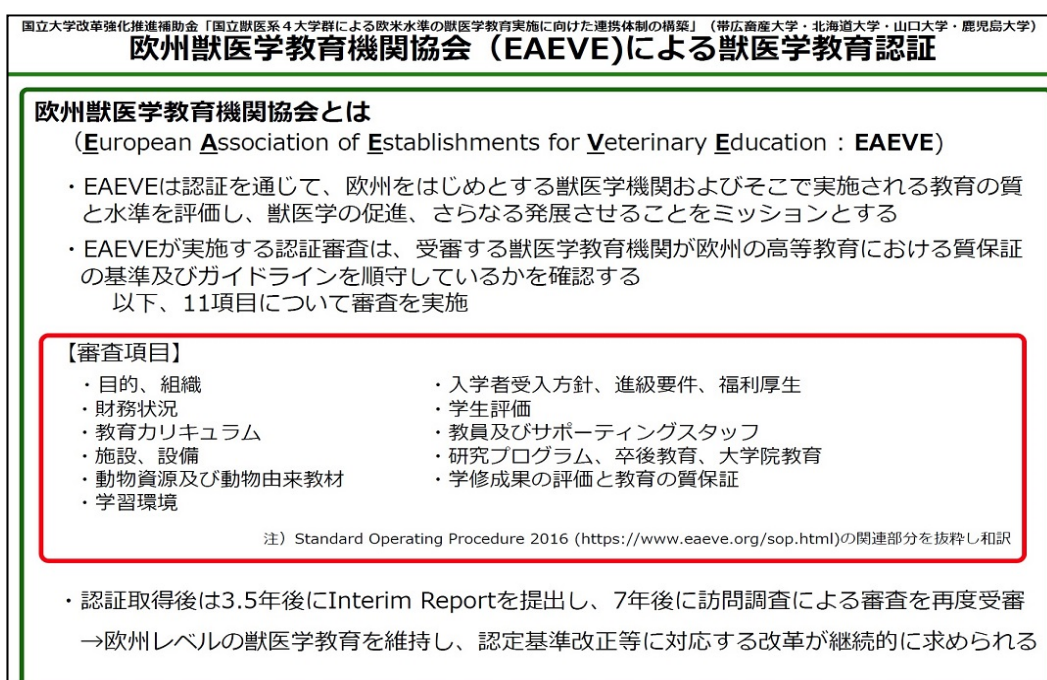 国立大学改革強化推進補助金「国立獣医系４大学群による欧米水準の獣医学教育実施に向けた連携体制の構築」（帯広畜産大学・北海道大学・山口大学・鹿児島大学）
欧州獣医学教育機関協会（EAEVE)による獣医学教育認証
欧州獣医学教育機関協会とは
（European Association of Establishments for Veterinary Education : EAEVE)
・EAEVEは認証を通じて、欧州をはじめとする獣医学機関およびそこで実施される教育の質
と水準を評価し、獣医学の促進、さらなる発展させることをミッションとする
・EAEVEが実施する認証審査は、受審する獣医学教育機関が欧州の高等教育における質保証
の基準及びガイドラインを順守しているかを確認する
以下、11項目について審査を実施
【審査項目】
・目的、組織
・財務状況
・教育カリキュラム
・施設、設備
・動物資源及び動物由来教材
・学習環境
・入学者受入方針、進級要件、福利厚生
・学生評価
・教員及びサポーティングスタッフ
・研究プログラム、卒後教育、大学院教育
・学修成果の評価と教育の質保証
注）Standard Operating Procedure 2016 (https://www.eaeve.org/sop.html)の関連部分を抜粋し和訳
・認証取得後は3.5年後にInterim Reportを提出し、7年後に訪問調査による審査を再度受審
→欧州レベルの獣医学教育を維持し、認定基準改正等に対応する改革が継続的に求められる